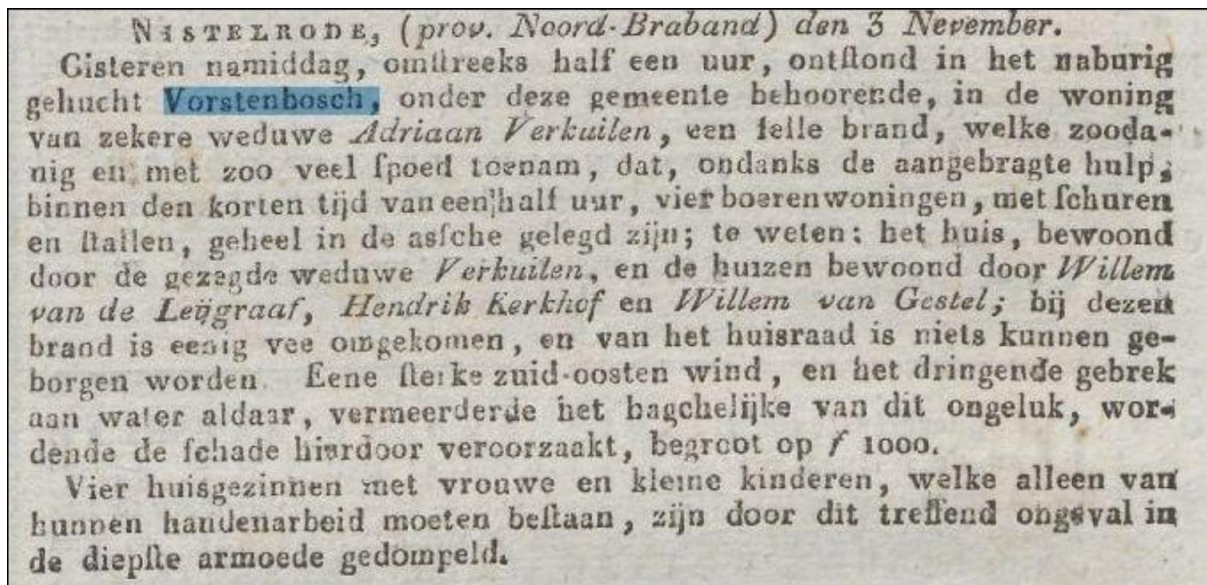 NISTELRODE, (prov. Noord-Braband) den 3 November.
Gisteren namiddag, omſtreeks half een uur, ontſtond in het naburig
gehucht Vorstenbosch, onder deze gemeente behoorende, in de woning
van zekere weduwe Adriaan Verkuilen, een felle brand, welke zooda-
nig en met zoo veel ſpoed toenam, dat, ondanks de aangebragte hulp,
binnen den korten tijd van een half uur, vier boerenwoningen, met ſchuren
en ſtallen, geheel in de asſche gelegd zijn; te weten: het huis, bewoond
door de gezegde weduwe Verkuilen, en de huizen bewoond door Willem
van de Leijgraaf, Hendrik Kerkhof en Willem van Gestel; bij dezen
brand is eenig vee omgekomen, en van het huisraad is niets kunnen ge-
borgen worden. Eene ſterke zuid-oosten wind, en het dringende gebrek
aan water aldaar, vermeerderde het hagchelijke van dit ongeluk, wor-
dende de ſchade hierdoor veroorzaakt, begroot op f 1000.
Vier huisgezinnen met vrouwe en kleine kinderen, welke alleen van
hunnen handenarbeid moeten beſtaan, zijn door dit treffend ongeval in
de diepſte armoede gedompeld.